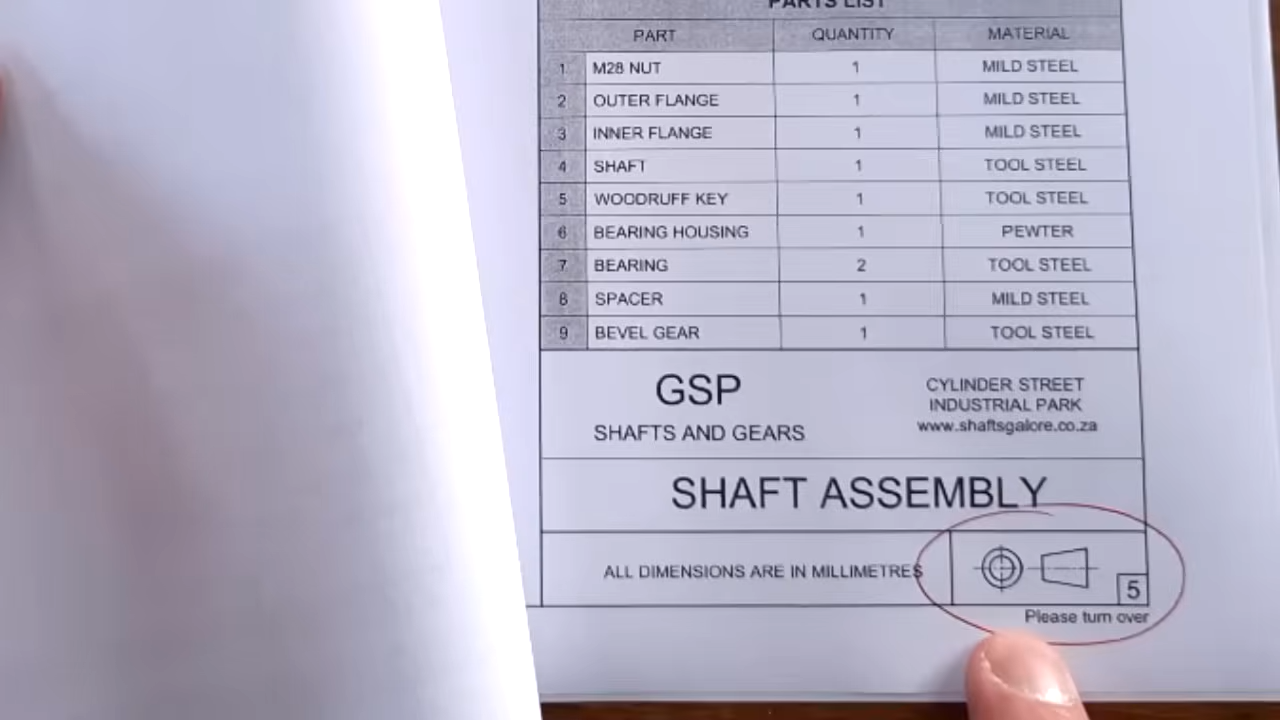 PARTS LIST
PART QUANTITY MATERIAL
1 M28 NUT 1 MILD STEEL
2 OUTER FLANGE 1 MILD STEEL
3 INNER FLANGE 1 MILD STEEL
4 SHAFT 1 TOOL STEEL
5 WOODRUFF KEY 1 TOOL STEEL
6 BEARING HOUSING 1 PEWTER
7 BEARING 2 TOOL STEEL
8 SPACER 1 MILD STEEL
9 BEVEL GEAR 1 TOOL STEEL
GSP
SHAFTS AND GEARS
CYLINDER STREET
INDUSTRIAL PARK
www.shaftsgalore.co.za
SHAFT ASSEMBLY
ALL DIMENSIONS ARE IN MILLIMETRES
5
Please turn over